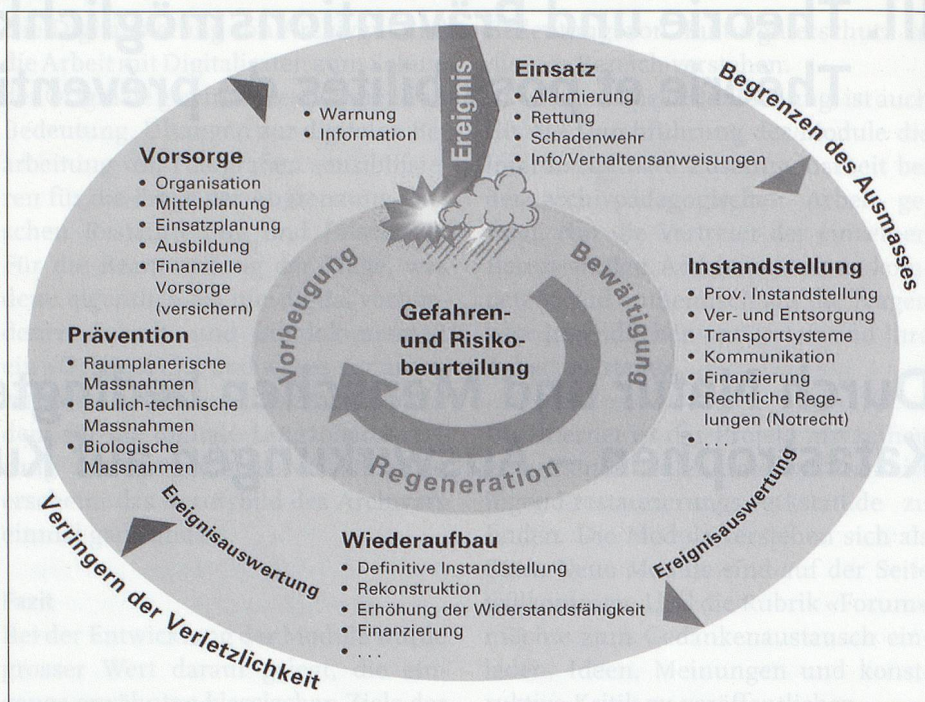 Ereignis
• Warnung
• Information
Einsatz
• Alarmierung
• Rettung
• Schadenwehr
• Info/Verhaltensanweisungen
Begrenzen des Ausmasses
Vorsorge
• Organisation
• Mittelplanung
• Einsatzplanung
• Ausbildung
• Finanzielle
Vorsorge
(versichern)
Prävention
• Raumplanerische
Massnahmen
• Baulich-technische
Massnahmen
• Biologische
Massnahmen
Vorbeugung
Bewältigung
Regeneration
Gefahren-
und Risiko-
beurteilung
Instandstellung
• Prov. Instandstellung
• Ver- und Entsorgung
• Transportsysteme
• Kommunikation
• Finanzierung
• Rechtliche Rege-
lungen (Notrecht)
• . . . .
Ereignisauswertung
Ereignisauswertung
Verringern der Verletzlichkeit
Wiederaufbau
• Definitive Instandstellung
• Rekonstruktion
• Erhöhung der Widerstandsfähigkeit
• Finanzierung
• . . . .